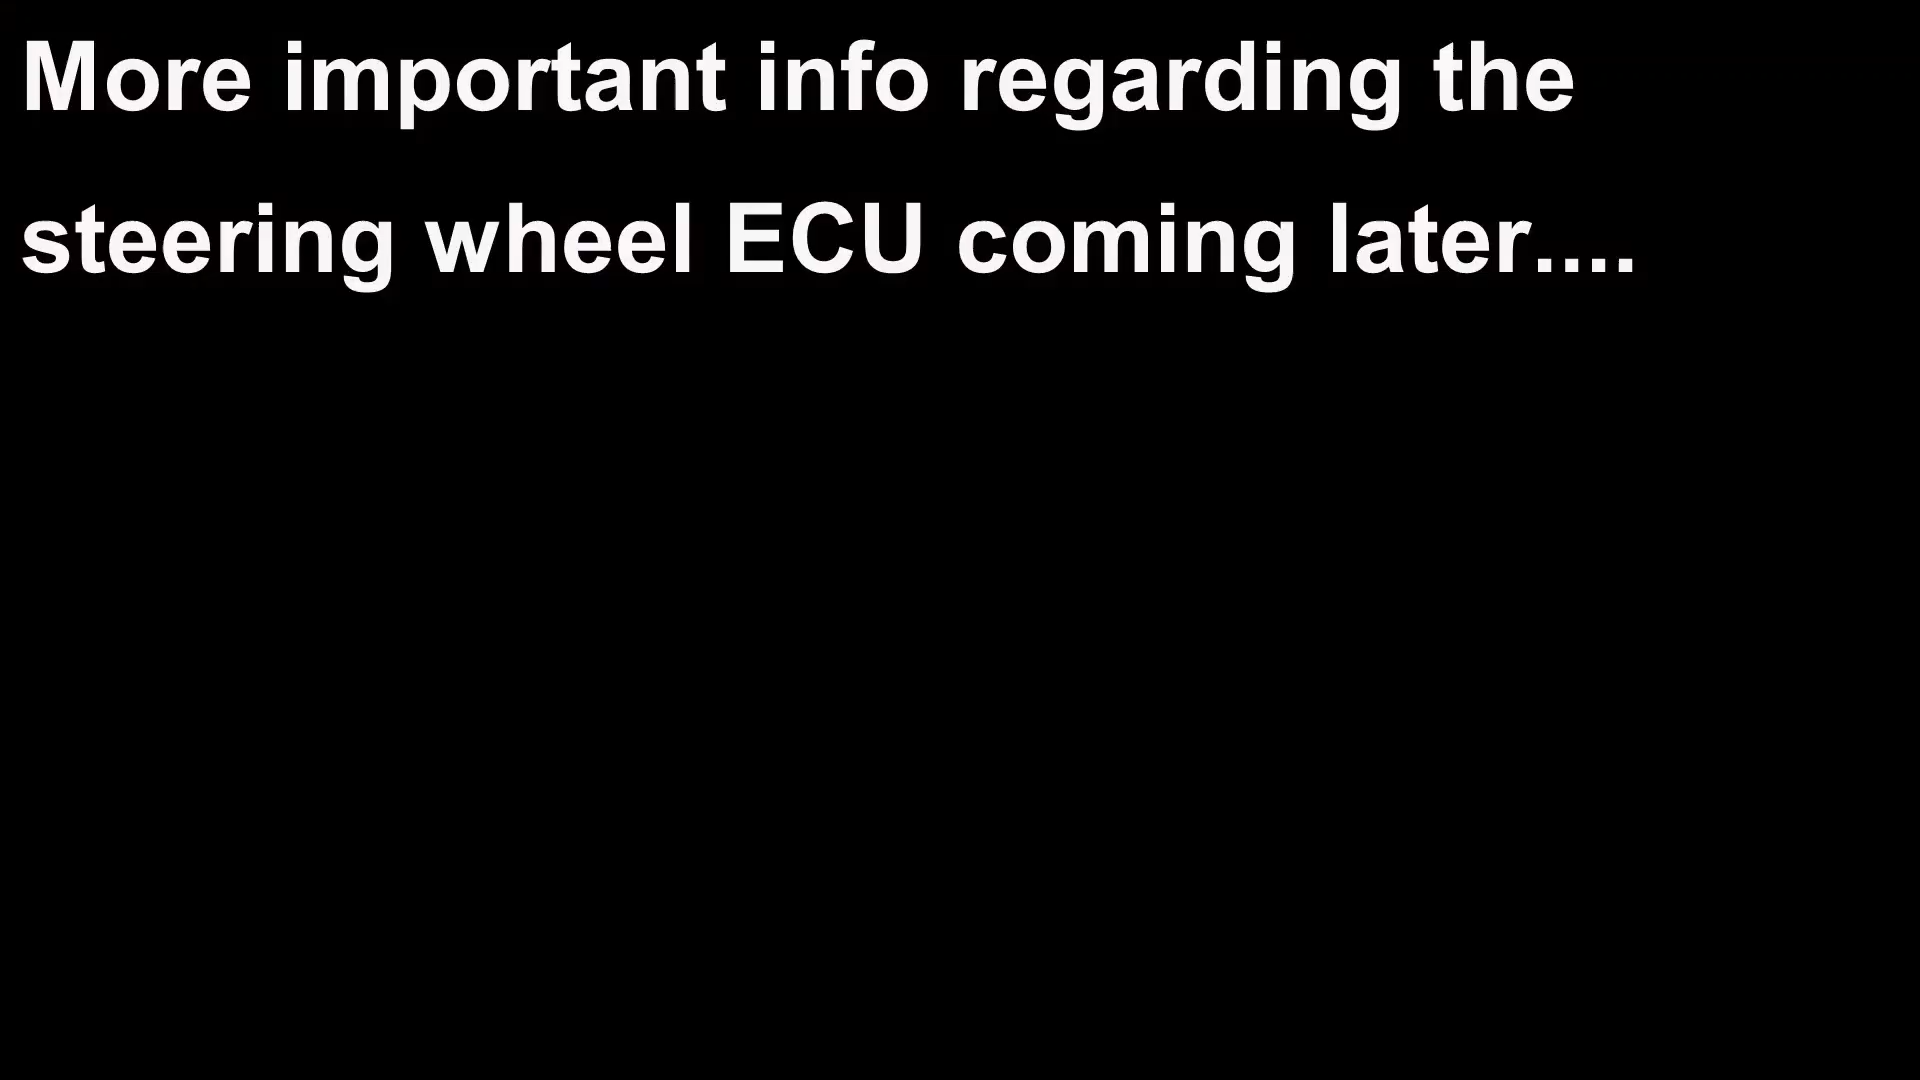 More important info regarding the
steering wheel ECU coming later....